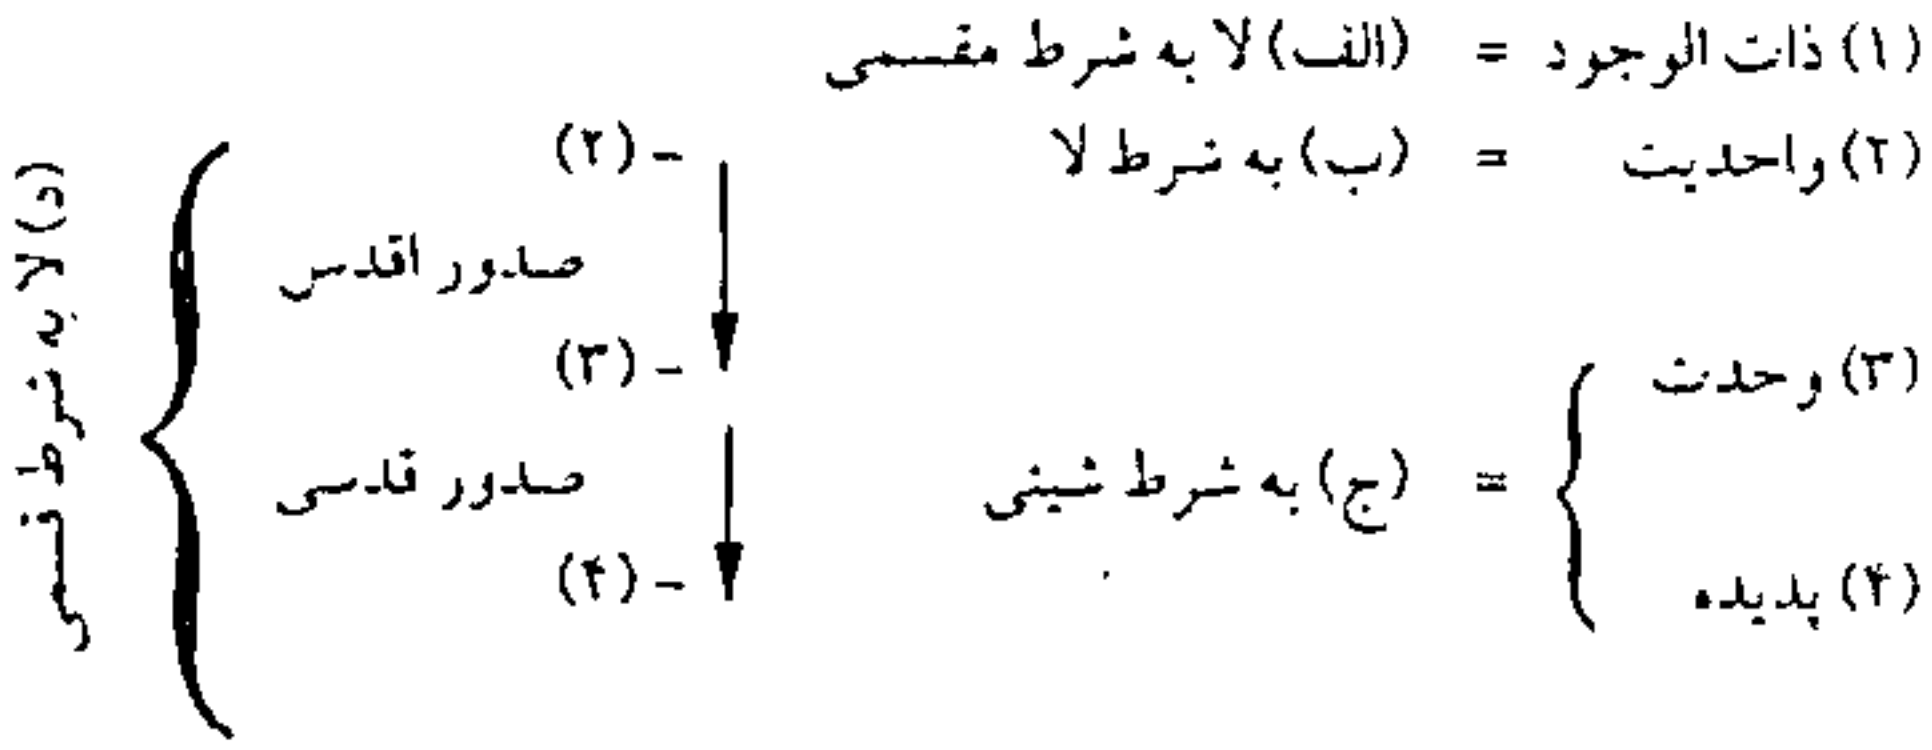 (۱) ذات الوجود = (الف) لا به شرط مقسمی
(۲) واحدیت = (ب) به شرط لا
(۳) وحدت
(۴) پدیده
= (ج) به شرط شیئی
- (۲)
صدور اقدس
- (۳)
صدور قدسی
- (۴)
(د) لا به شرط قسمی